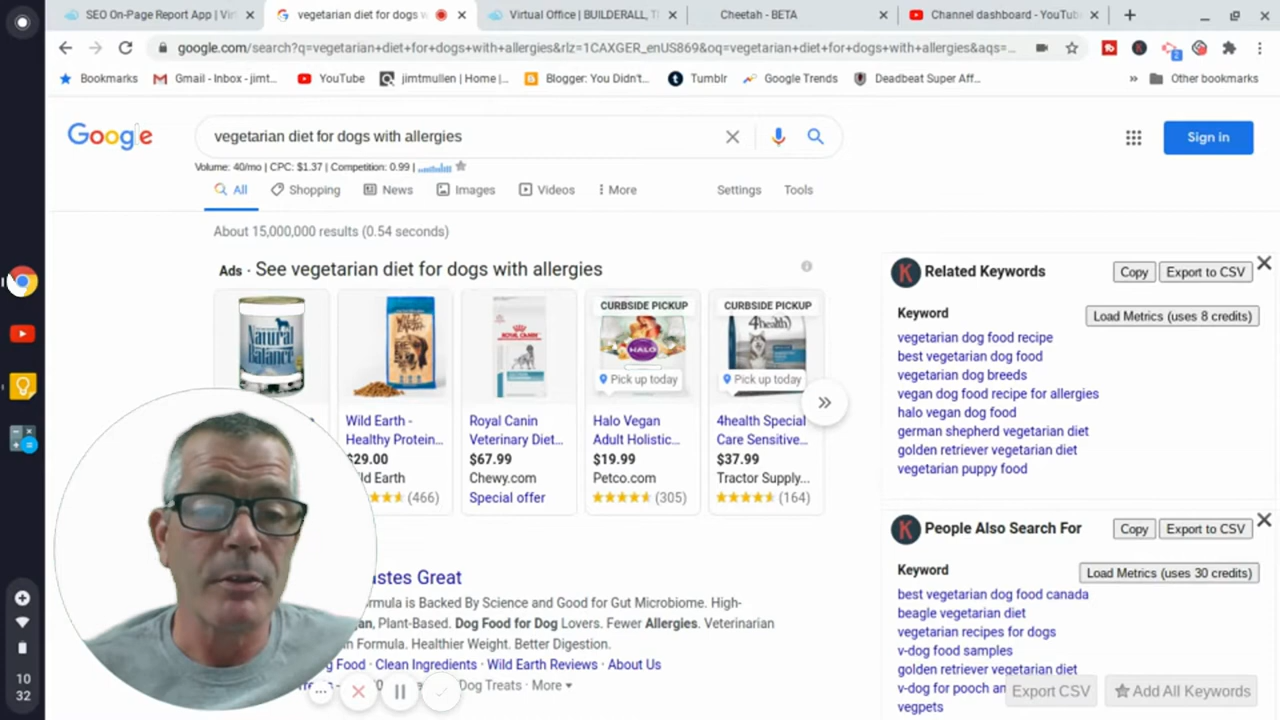 SEO On-Page Report App | Virt
vegetarian diet for dogs w
Virtual Office | BUILDERALL, T
Cheetah - BETA
Channel dashboard - YouTube
google.com/search?q=vegetarian+diet+for+dogs+with+allergies&rlz=1CAXGER_enUS869&oq=vegetarian+diet+for+dogs+with+allergies&aqs=...
Bookmarks
Gmail - Inbox - jimt...
YouTube
jimtmullen | Home |...
Blogger: You Didn't...
Tumblr
Google Trends
Deadbeat Super Aff...
Other bookmarks
Google
vegetarian diet for dogs with allergies
Sign in
Volume: 40/mo | CPC: $1.37 | Competition: 0.99 |
All
Shopping
News
Images
Videos
More
Settings
Tools
About 15,000,000 results (0.54 seconds)
Ads · See vegetarian diet for dogs with allergies
Natural Balance
ROYAL CANIN
CURBSIDE PICKUP
HALO
Pick up today
CURBSIDE PICKUP
4health
Pick up today
Wild Earth -
Healthy Protein...
$29.00
ld Earth
(466)
Royal Canin
Veterinary Diet...
$67.99
Chewy.com
Special offer
Halo Vegan
Adult Holistic...
$19.99
Petco.com
(305)
4health Special
Care Sensitive...
$37.99
Tractor Supply...
(164)
astes Great
ormula is Backed By Science and Good for Gut Microbiome. High-
an, Plant-Based. Dog Food for Dog Lovers. Fewer Allergies. Veterinarian
n Formula. Healthier Weight. Better Digestion.
g Food · Clean Ingredients · Wild Earth Reviews · About Us
Dog Treats · More
Related Keywords
Copy
Export to CSV
Keyword
Load Metrics (uses 8 credits)
vegetarian dog food recipe
best vegetarian dog food
vegetarian dog breeds
vegan dog food recipe for allergies
halo vegan dog food
german shepherd vegetarian diet
golden retriever vegetarian diet
vegetarian puppy food
People Also Search For
Copy
Export to CSV
Keyword
Load Metrics (uses 30 credits)
best vegetarian dog food canada
beagle vegetarian diet
vegetarian recipes for dogs
v-dog food samples
golden retriever vegetarian diet
v-dog for pooch an
vegpets
Export CSV
Add All Keywords
10
32